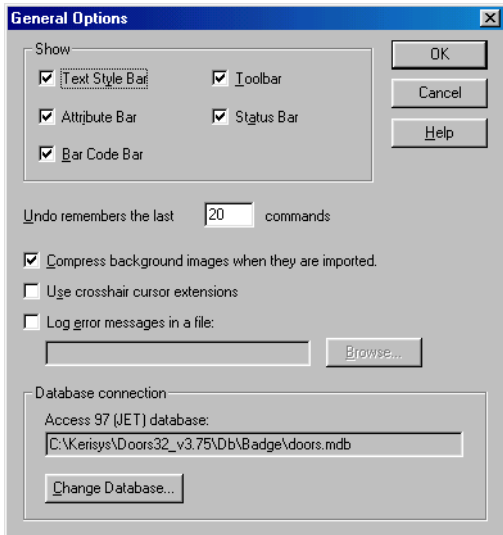 General Options
Show
OK
Text Style Bar
Toolbar
Cancel
Attribute Bar
Status Bar
Help
Bar Code Bar
Undo remembers the last 20 commands
Compress background images when they are imported.
Use crosshair cursor extensions
Log error messages in a file:
Browse...
Database connection
Access 97 (JET) database:
C:\Kerisys\Doors32_v3.75\Db\Badge\doors.mdb
Change Database...